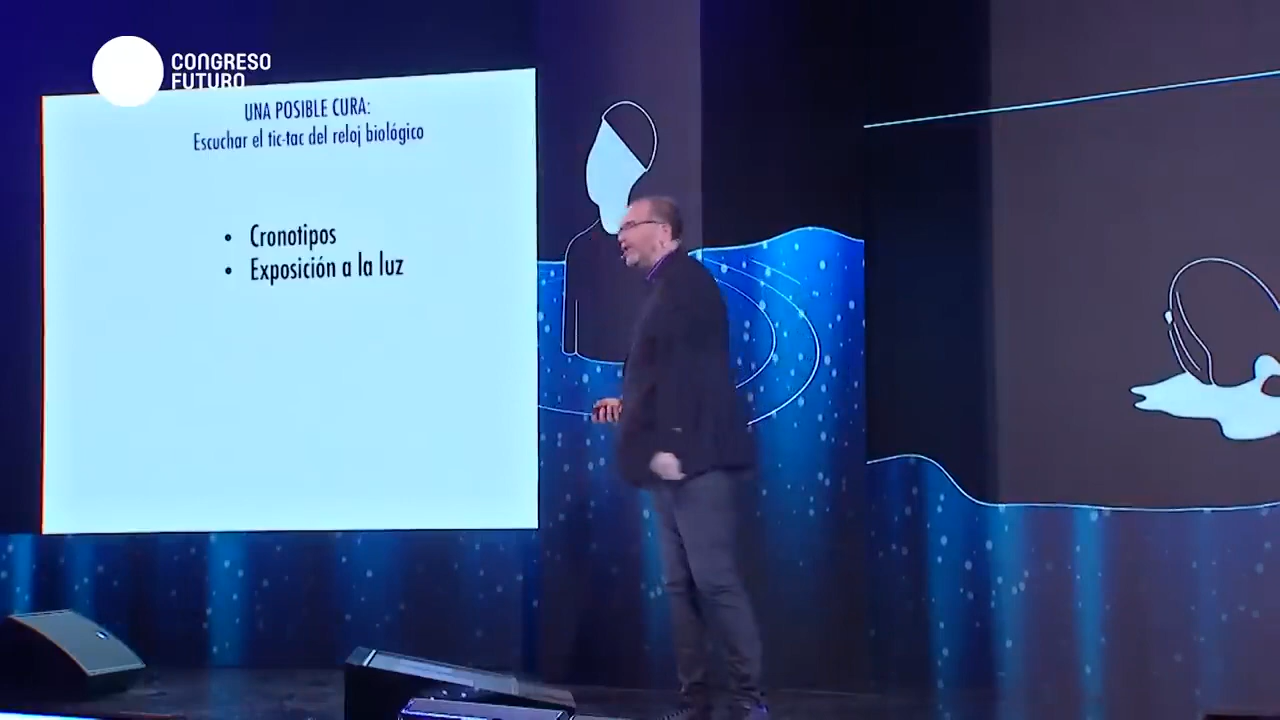 CONGRESO
FUTURO
UNA POSIBLE CURA:
Escuchar el tic-tac del reloj biológico
• Cronotipos
• Exposición a la luz